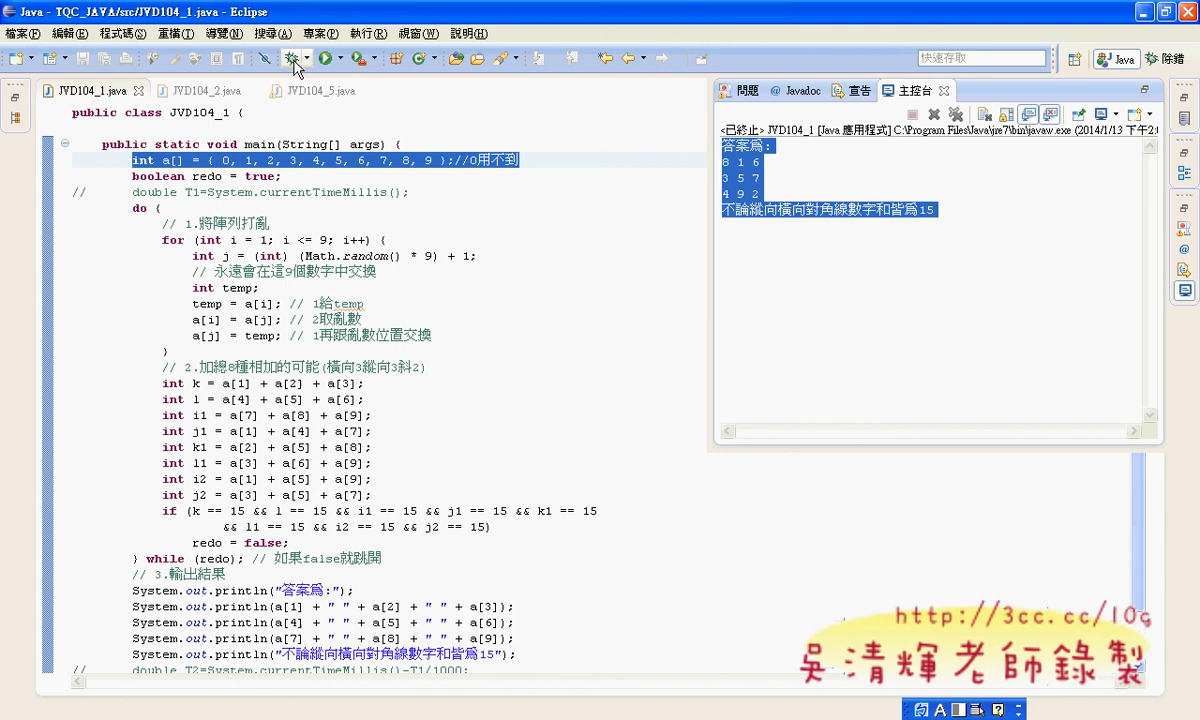 Java - TQC_JAVA/src/JVD104_1.java - Eclipse
檔案(F) 編輯(E) 程式碼(S) 重構(T) 導覽(N) 搜尋(A) 專案(P) 執行(R) 視窗(W) 說明(H)
快速存取 Java 除錯
JVD104_1.java JVD104_2.java JVD104_5.java
public class JVD104_1 {
public static void main(String[] args) {
int a[] = { 0, 1, 2, 3, 4, 5, 6, 7, 8, 9 };//0用不到
boolean redo = true;
// double T1=System.currentTimeMillis();
do {
// 1.將陣列打亂
for (int i = 1; i <= 9; i++) {
int j = (int) (Math.random() * 9) + 1;
// 永遠會在這9個數字中交換
int temp;
temp = a[i]; // 1給temp
a[i] = a[j]; // 2取亂數
a[j] = temp; // 1再跟亂數位置交換
}
// 2.加總8種相加的可能(橫向3縱向3斜2)
int k = a[1] + a[2] + a[3];
int l = a[4] + a[5] + a[6];
int i1 = a[7] + a[8] + a[9];
int j1 = a[1] + a[4] + a[7];
int k1 = a[2] + a[5] + a[8];
int l1 = a[3] + a[6] + a[9];
int i2 = a[1] + a[5] + a[9];
int j2 = a[3] + a[5] + a[7];
if (k == 15 && l == 15 && i1 == 15 && j1 == 15 && k1 == 15
&& l1 == 15 && i2 == 15 && j2 == 15)
redo = false;
} while (redo); // 如果false就跳開
// 3.輸出結果
System.out.println("答案為:");
System.out.println(a[1] + " " + a[2] + " " + a[3]);
System.out.println(a[4] + " " + a[5] + " " + a[6]);
System.out.println(a[7] + " " + a[8] + " " + a[9]);
System.out.println("不論縱向橫向對角線數字和皆為15");
// double T2=System.currentTimeMillis()-T1/1000;
問題 @ Javadoc 宣告 主控台
<已終止> JVD104_1 [Java 應用程式] C:\Program Files\Java\jre7\bin\javaw.exe (2014/1/13 下午2:0
答案為:
8 1 6
3 5 7
4 9 2
不論縱向橫向對角線數字和皆為15
http://3cc.cc/10g
吳清輝老師錄製